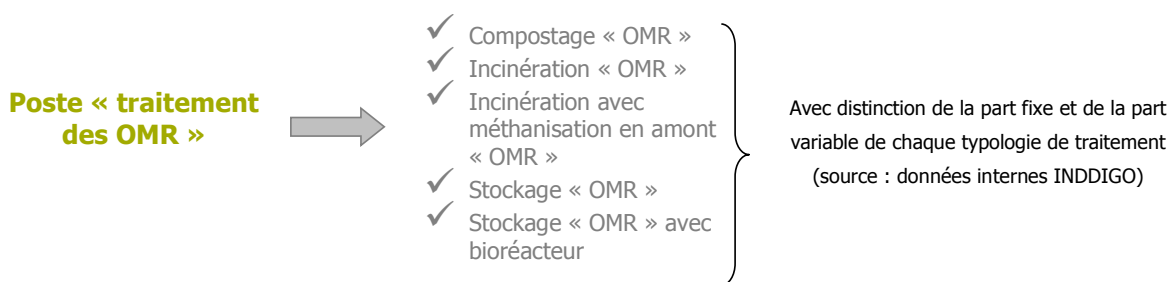 Poste « traitement
des OMR »
✓ Compostage « OMR »
✓ Incinération « OMR »
✓ Incinération avec
méthanisation en amont
« OMR »
✓ Stockage « OMR »
✓ Stockage « OMR » avec
bioréacteur
Avec distinction de la part fixe et de la part
variable de chaque typologie de traitement
(source : données internes INDDIGO)